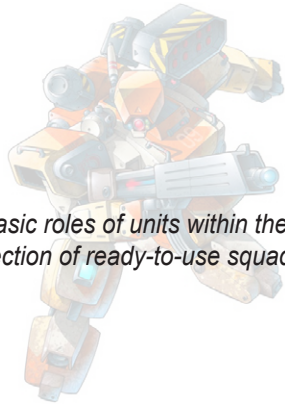 asic roles of units within the
ection of ready-to-use squad